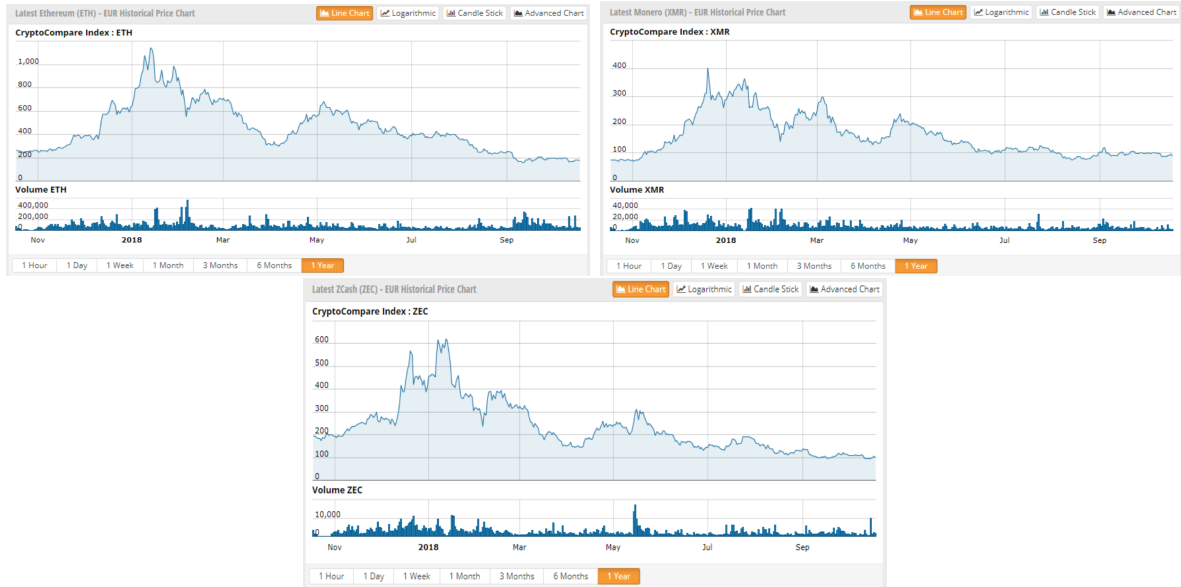 Latest Ethereum (ETH) - EUR Historical Price Chart
Line Chart Logarithmic Candle Stick Advanced Chart
CryptoCompare Index : ETH
1,000
800
600
400
200
0
Volume ETH
400,000
200,000
0
Nov 2018 Mar May Jul Sep
1 Hour 1 Day 1 Week 1 Month 3 Months 6 Months 1 Year
Latest Monero (XMR) - EUR Historical Price Chart
Line Chart Logarithmic Candle Stick Advanced Chart
CryptoCompare Index : XMR
400
300
200
100
0
Volume XMR
40,000
20,000
0
Nov 2018 Mar May Jul Sep
1 Hour 1 Day 1 Week 1 Month 3 Months 6 Months 1 Year
Latest ZCash (ZEC) - EUR Historical Price Chart
Line Chart Logarithmic Candle Stick Advanced Chart
CryptoCompare Index : ZEC
600
500
400
300
200
100
0
Volume ZEC
10,000
0
Nov 2018 Mar May Jul Sep
1 Hour 1 Day 1 Week 1 Month 3 Months 6 Months 1 Year